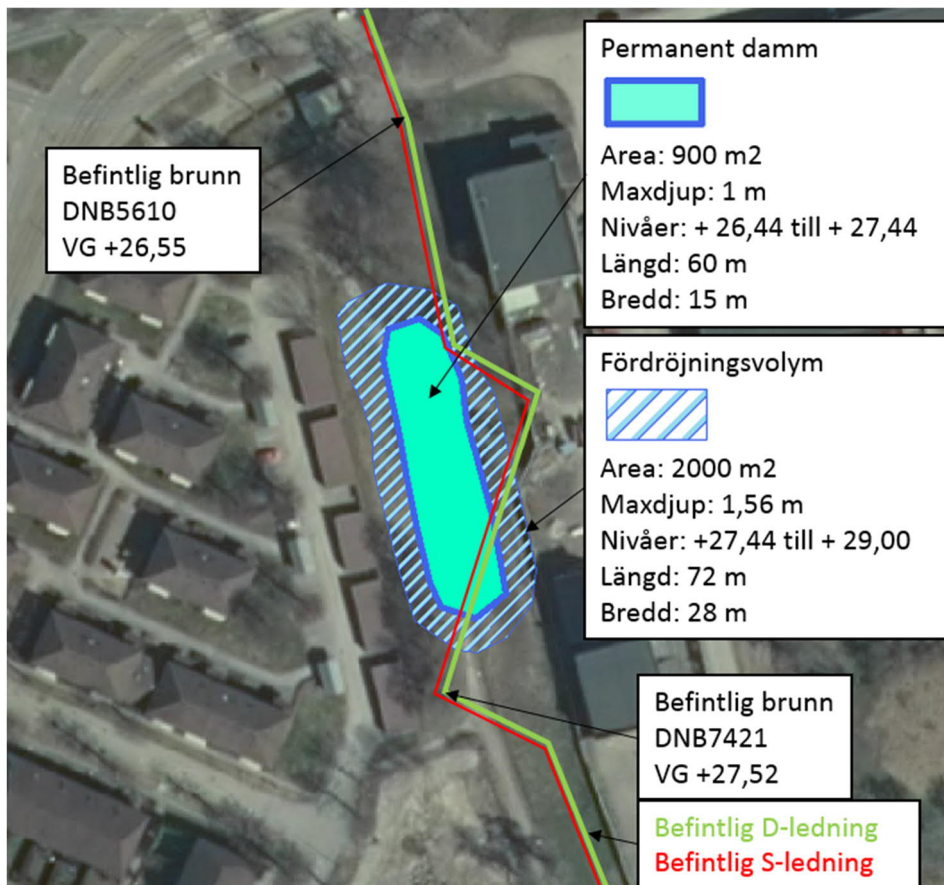 Permanent damm
Area: 900 m2
Maxdjup: 1 m
Nivåer: + 26,44 till + 27,44
Längd: 60 m
Bredd: 15 m
Befintlig brunn
DNB5610
VG +26,55
Fördröjningsvolym
Area: 2000 m2
Maxdjup: 1,56 m
Nivåer: +27,44 till + 29,00
Längd: 72 m
Bredd: 28 m
Befintlig brunn
DNB7421
VG +27,52
Befintlig D-ledning
Befintlig S-ledning